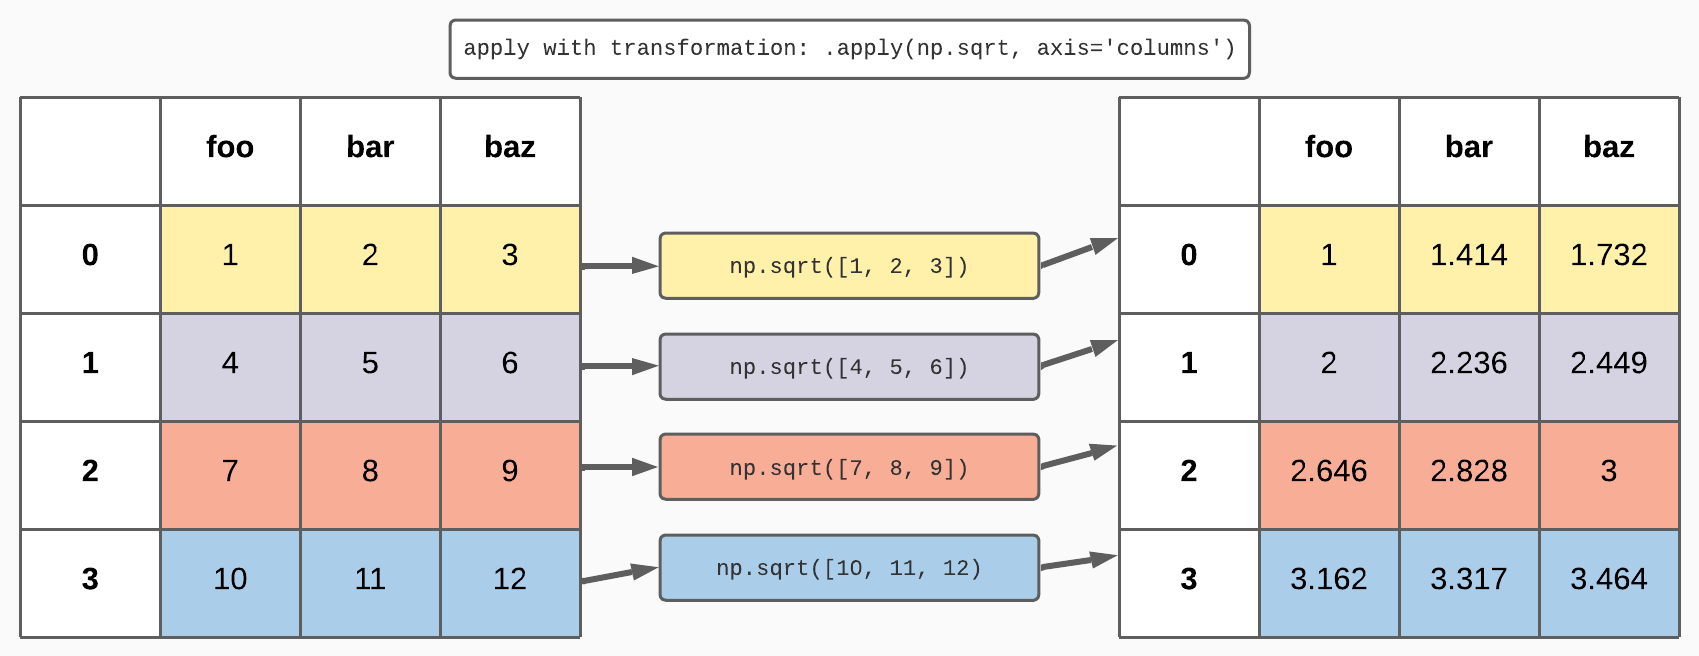 apply with transformation: .apply(np.sqrt, axis='columns')
foo bar baz
0 1 2 3
1 4 5 6
2 7 8 9
3 10 11 12
np.sqrt([1, 2, 3])
np.sqrt([4, 5, 6])
np.sqrt([7, 8, 9])
np.sqrt([10, 11, 12)
foo bar baz
0 1 1.414 1.732
1 2 2.236 2.449
2 2.646 2.828 3
3 3.162 3.317 3.464